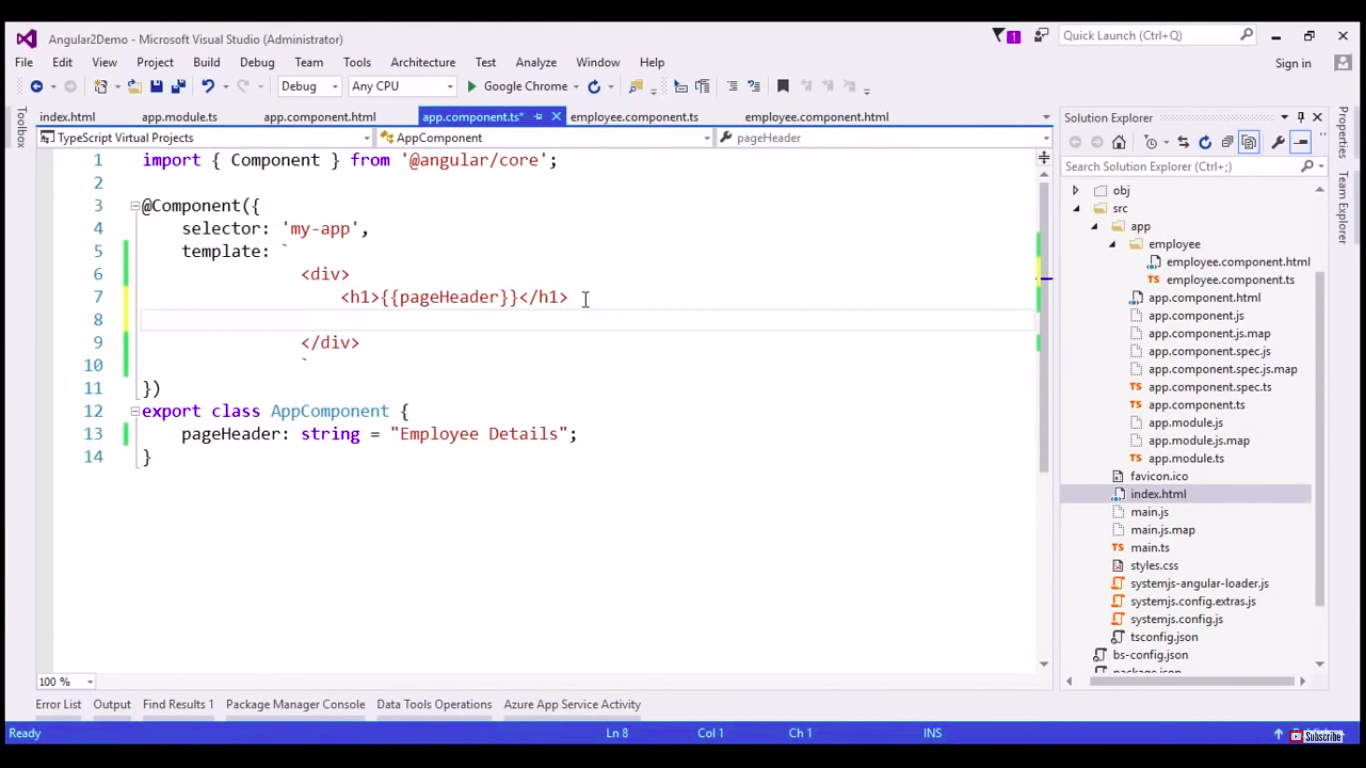 Angular2Demo - Microsoft Visual Studio (Administrator)
1
Quick Launch (Ctrl+Q)
File Edit View Project Build Debug Team Tools Architecture Test Analyze Window Help
Sign in
Debug Any CPU Google Chrome
Toolbox
index.html app.module.ts app.component.html app.component.ts* employee.component.ts employee.component.html
TypeScript Virtual Projects AppComponent pageHeader
1 import { Component } from '@angular/core';
2
3 @Component({
4 selector: 'my-app',
5 template: `
6 <div>
7 <h1>{{pageHeader}}</h1>
8
9 </div>
10 `
11 })
12 export class AppComponent {
13 pageHeader: string = "Employee Details";
14 }
100 %
Solution Explorer
Search Solution Explorer (Ctrl+;)
obj
src
app
employee
employee.component.html
employee.component.ts
app.component.html
app.component.js
app.component.js.map
app.component.spec.js
app.component.spec.js.map
TS app.component.spec.ts
TS app.component.ts
app.module.js
app.module.js.map
TS app.module.ts
favicon.ico
index.html
main.js
main.js.map
TS main.ts
styles.css
systemjs-angular-loader.js
systemjs.config.extras.js
systemjs.config.js
tsconfig.json
bs-config.json
package.json
Properties
Team Explorer
Error List Output Find Results 1 Package Manager Console Data Tools Operations Azure App Service Activity
Ready Ln 8 Col 1 Ch 1 INS
Subscribe